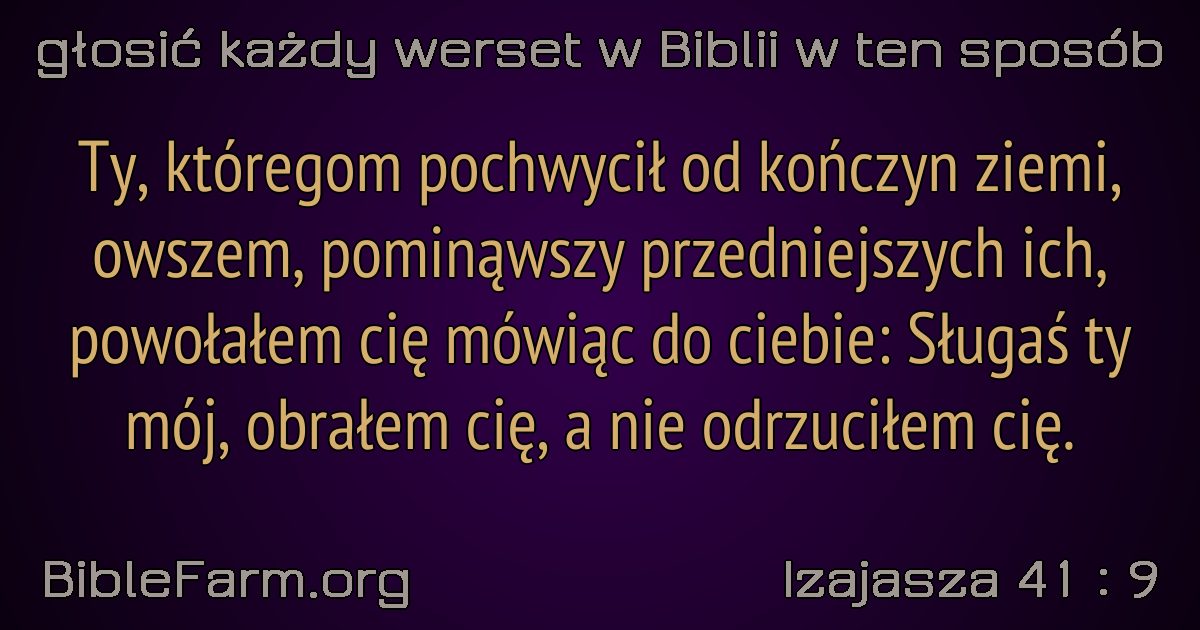 głosić każdy werset w Biblii w ten sposób
Ty, któregom pochwycił od kończyn ziemi,
owszem, pominąwszy przedniejszych ich,
powołałem cię mówiąc do ciebie: Sługaś ty
mój, obrałem cię, a nie odrzuciłem cię.
BibleFarm.org
Izajasza 41 : 9